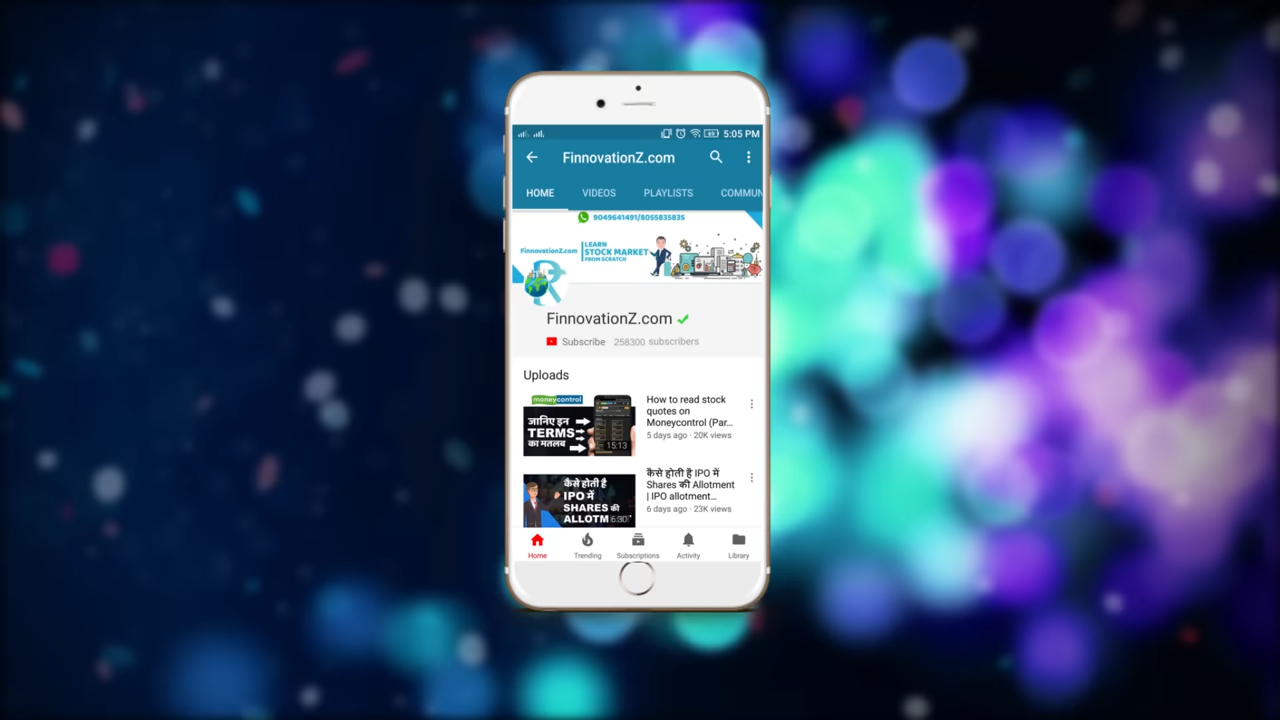 5:05 PM
FinnovationZ.com
HOME VIDEOS PLAYLISTS COMMUN
9049641491/8055835835
FinnovationZ.com
LEARN
STOCK MARKET
FROM SCRATCH
FinnovationZ.com
Subscribe 258300 subscribers
Uploads
moneycontrol
जानिए इन
TERMS
का मतलब
15:13
How to read stock
quotes on
Moneycontrol (Par...
5 days ago · 20K views
कैसे होती है
IPO में
SHARES की
ALLOTM
6:30
कैसे होती है IPO में
Shares की Allotment
| IPO allotment...
6 days ago · 23K views
Home Trending Subscriptions Activity Library